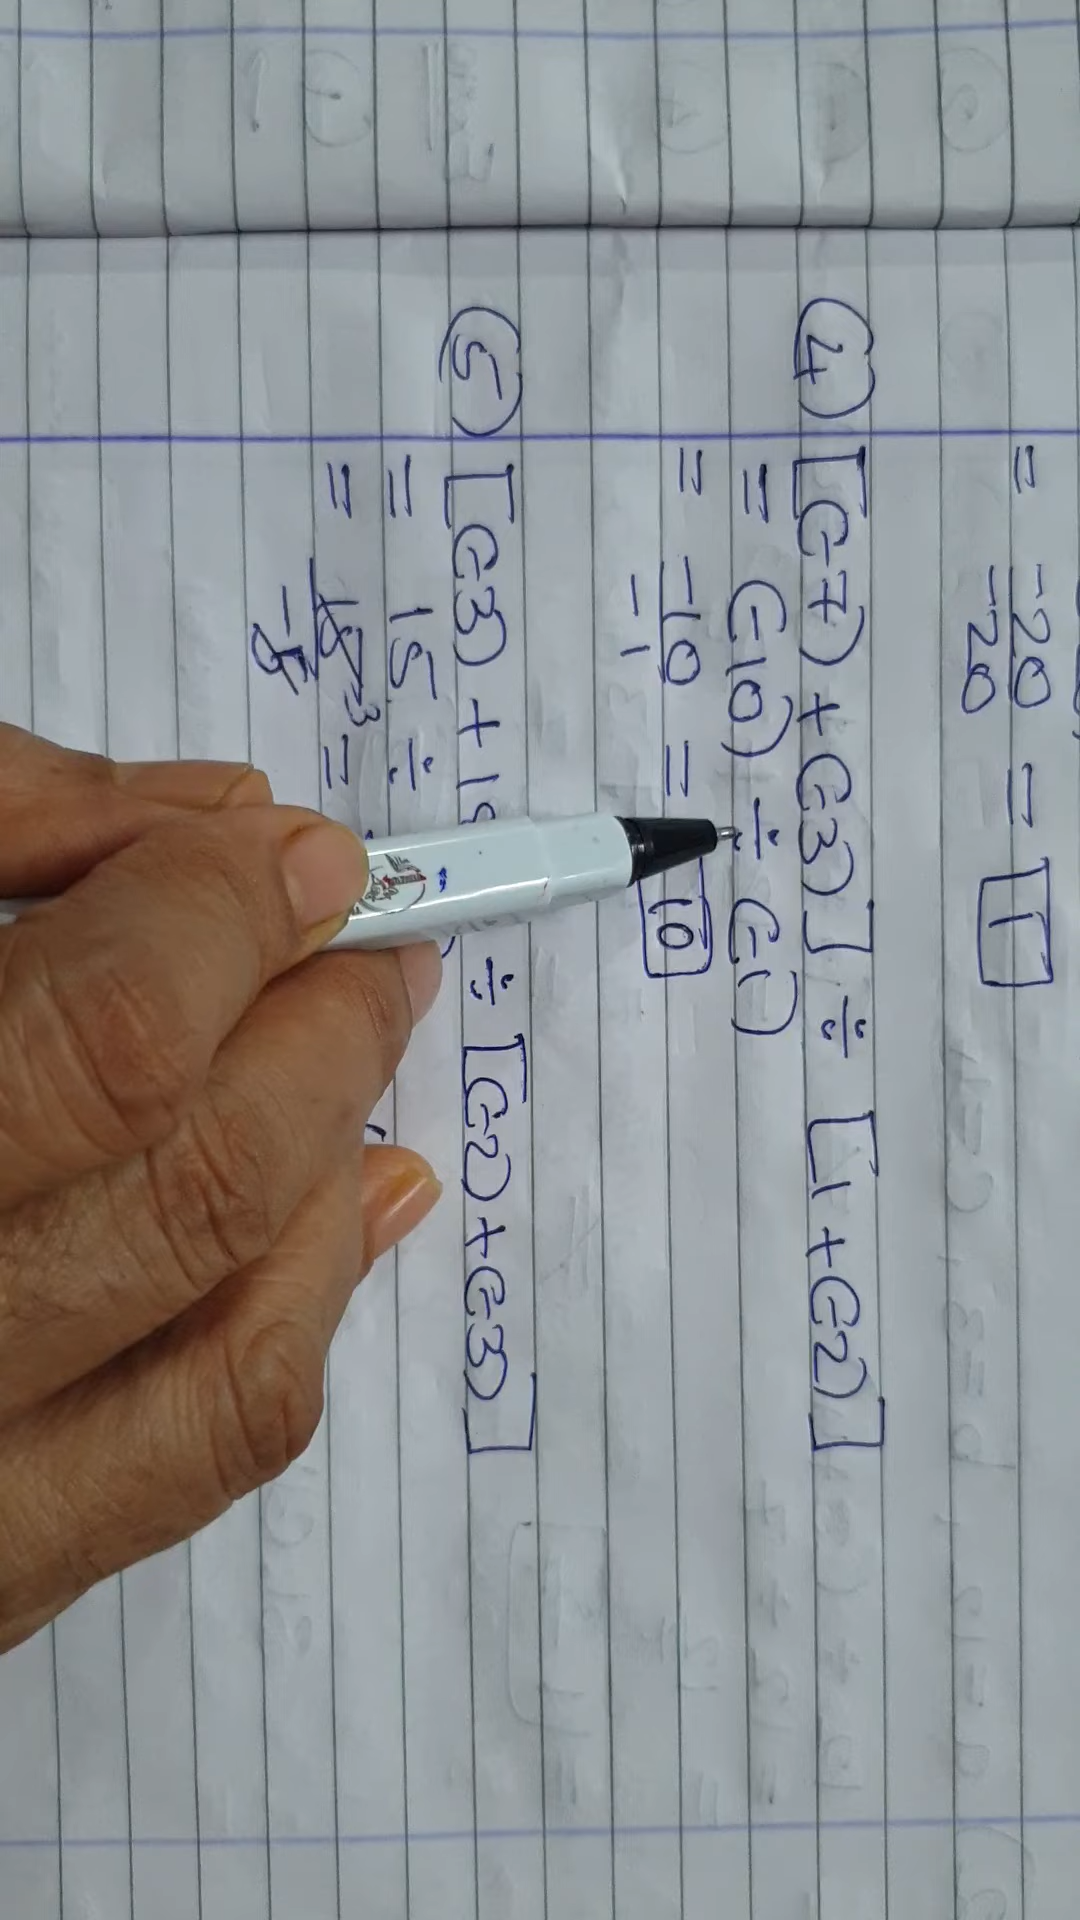 = -20/-20 = 1
④ [(-7) + (-3)] ÷ [1 + (-2)]
= (-10) ÷ (-1)
= -10/-1 = 10
⑤ [(-3) + 1 ÷ [(-2) + (-3)]
= 15 ÷
= 15/-5 3 =